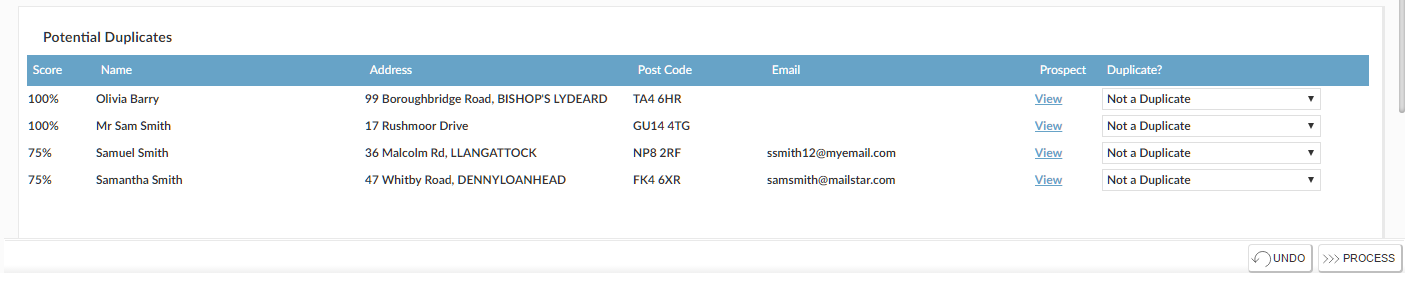 Potential Duplicates
Score Name Address Post Code Email Prospect Duplicate?
100% Olivia Barry 99 Boroughbridge Road, BISHOP'S LYDEARD TA4 6HR View Not a Duplicate
100% Mr Sam Smith 17 Rushmoor Drive GU14 4TG View Not a Duplicate
75% Samuel Smith 36 Malcolm Rd, LLANGATTOCK NP8 2RF ssmith12@myemail.com View Not a Duplicate
75% Samantha Smith 47 Whitby Road, DENNYLOANHEAD FK4 6XR samsmith@mailstar.com View Not a Duplicate
UNDO PROCESS